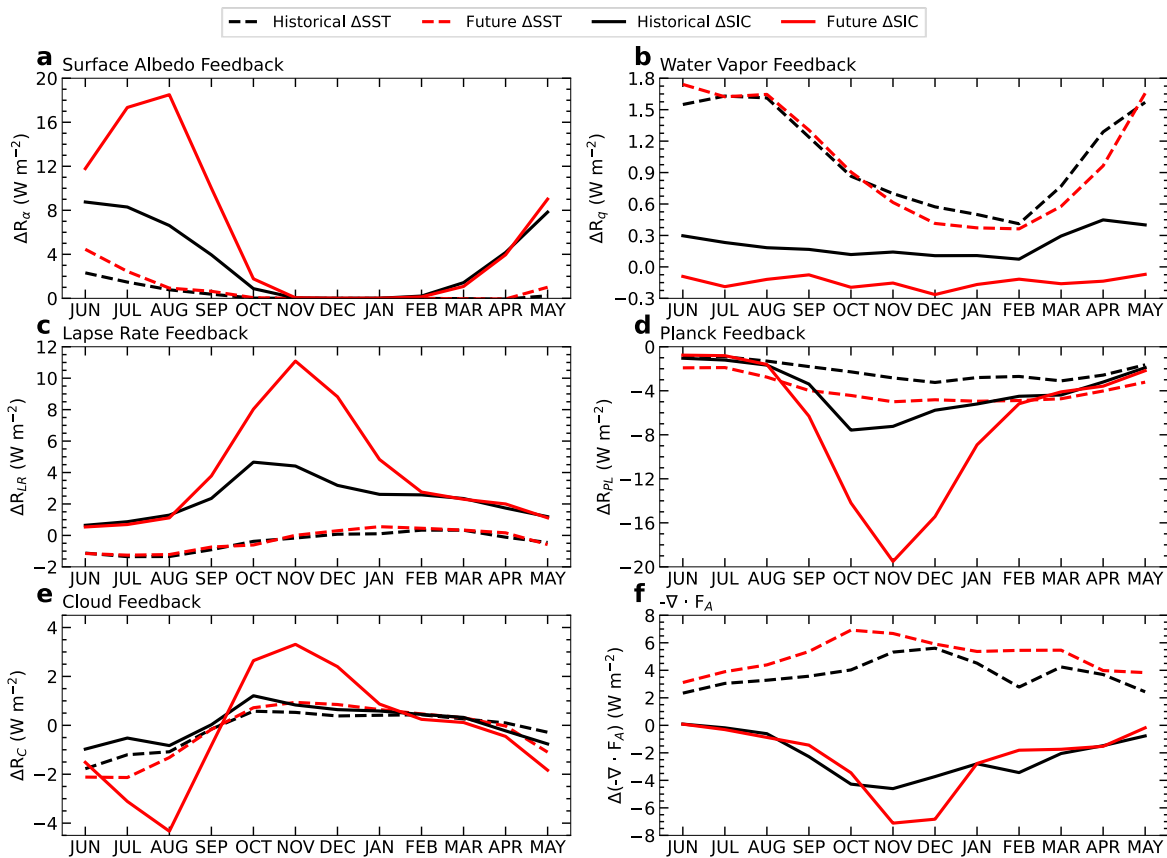 Historical ΔSST Future ΔSST Historical ΔSIC Future ΔSIC
a Surface Albedo Feedback
ΔRα (W m−2)
20
16
12
8
4
0
JUN JUL AUG SEP OCT NOV DEC JAN FEB MAR APR MAY
b Water Vapor Feedback
ΔRq (W m−2)
1.8
1.5
1.2
0.9
0.6
0.3
0.0
−0.3
JUN JUL AUG SEP OCT NOV DEC JAN FEB MAR APR MAY
c Lapse Rate Feedback
ΔRLR (W m−2)
12
10
8
6
4
2
0
−2
JUN JUL AUG SEP OCT NOV DEC JAN FEB MAR APR MAY
d Planck Feedback
ΔRPL (W m−2)
0
−4
−8
−12
−16
−20
JUN JUL AUG SEP OCT NOV DEC JAN FEB MAR APR MAY
e Cloud Feedback
ΔRC (W m−2)
4
2
0
−2
−4
JUN JUL AUG SEP OCT NOV DEC JAN FEB MAR APR MAY
f -∇ · FA
Δ(-∇ · FA) (W m−2)
8
6
4
2
0
−2
−4
−6
−8
JUN JUL AUG SEP OCT NOV DEC JAN FEB MAR APR MAY